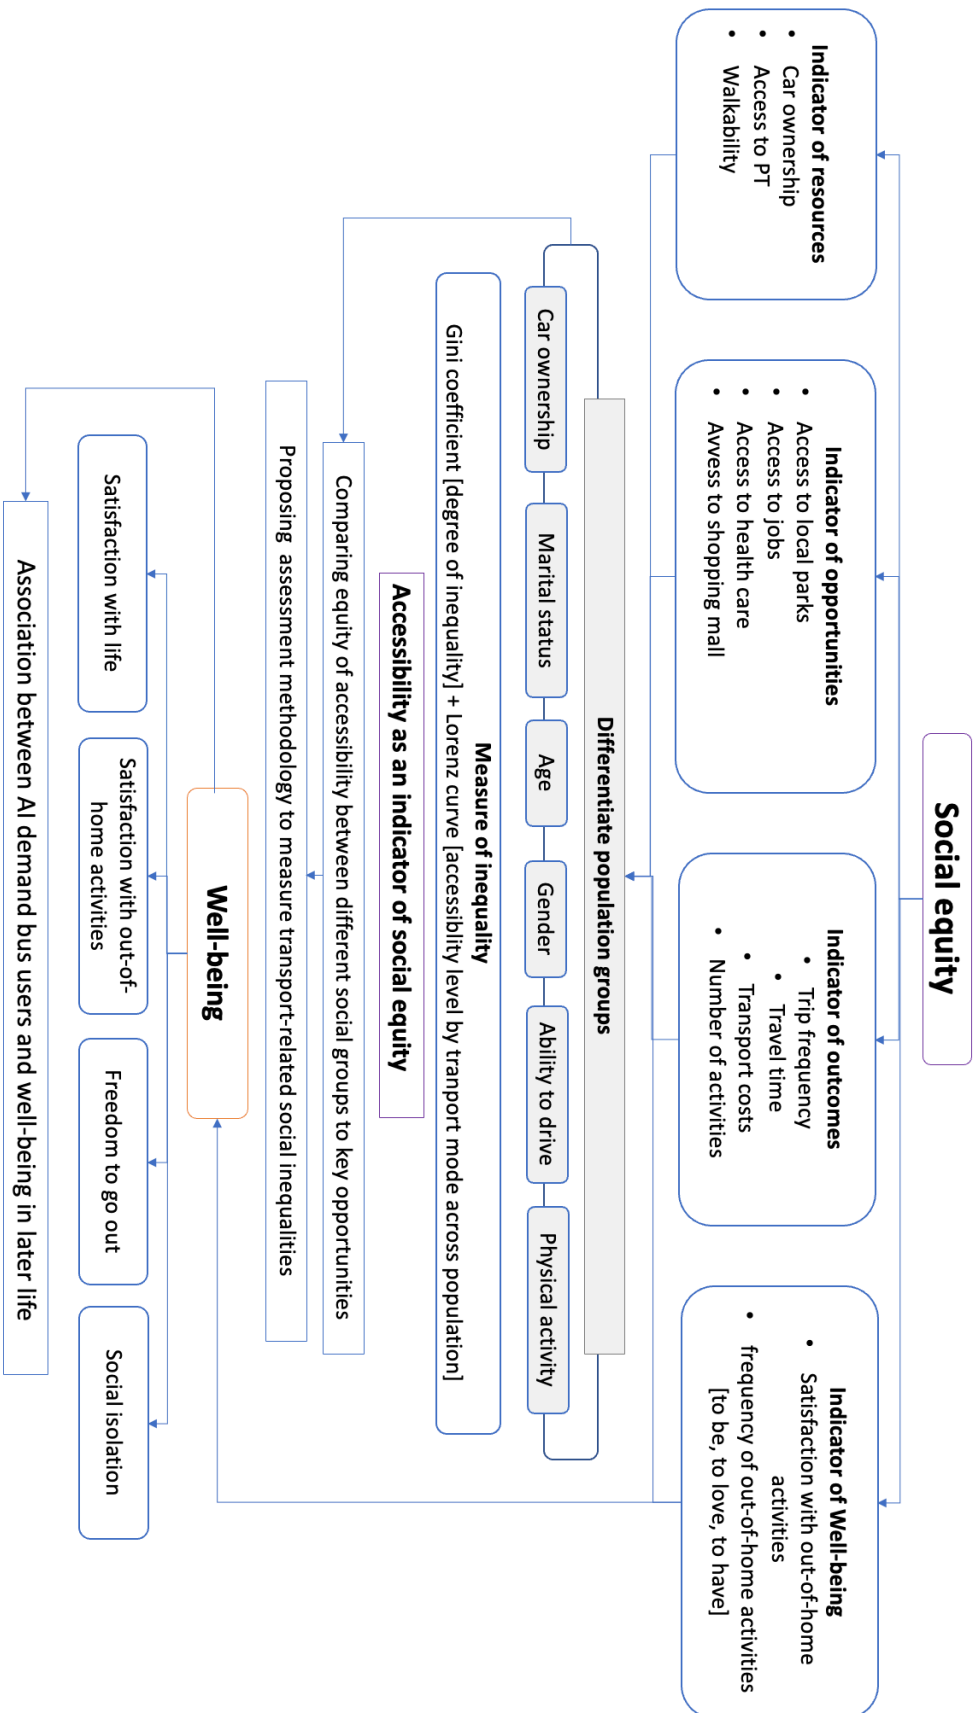 Social equity
Indicator of resources
• Car ownership
• Access to PT
• Walkability
Indicator of opportunities
• Access to local parks
• Access to jobs
• Access to health care
• Avvess to shopping mall
Indicator of outcomes
• Trip frequency
• Travel time
• Transport costs
• Number of activities
Indicator of Well-being
• Satisfaction with out-of-home
activities
• frequency of out-of-home activities
[to be, to love, to have]
Differentiate population groups
Car ownership
Marital status
Age
Gender
Ability to drive
Physical activity
Measure of inequality
Gini coefficient [degree of inequality] + Lorenz curve [accessiblity level by tranport mode across population]
Accessibility as an indicator of social equity
Comparing equity of accessibility between different social groups to key opportunities
Proposing assessment methodology to measure transport-related social inequalities
Well-being
Satisfaction with life
Satisfaction with out-of-
home activities
Freedom to go out
Social isolation
Association between AI demand bus users and well-being in later life